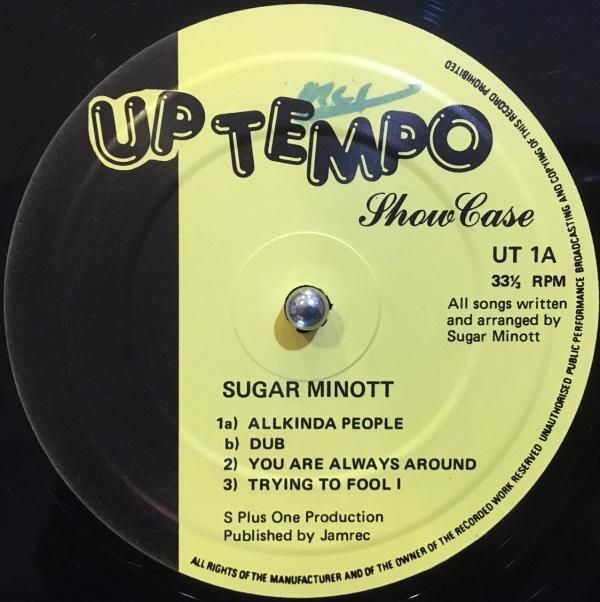 UP TEMPO
ShowCase
UT 1A
33⅓ RPM
All songs written
and arranged by
Sugar Minott
SUGAR MINOTT
1a) ALLKINDA PEOPLE
b) DUB
2) YOU ARE ALWAYS AROUND
3) TRYING TO FOOL I
S Plus One Production
Published by Jamrec
ALL RIGHTS OF THE MANUFACTURER AND OF THE OWNER OF THE RECORDED WORK RESERVED UNAUTHORISED PUBLIC PERFORMANCE BROADCASTING AND COPYING OF THIS RECORD PROHIBITED